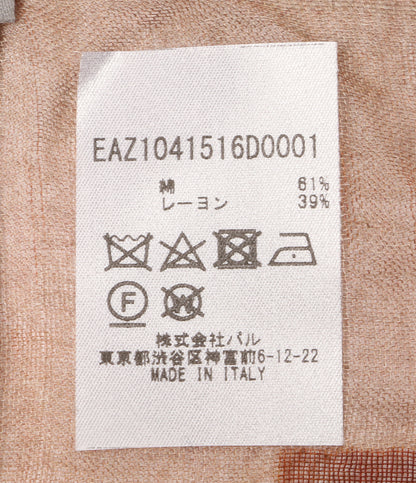 EAZ1041516D0001
綿 61%
レーヨン 39%
F
W
株式会社パル
東京都渋谷区神宮前6-12-22
MADE IN ITALY